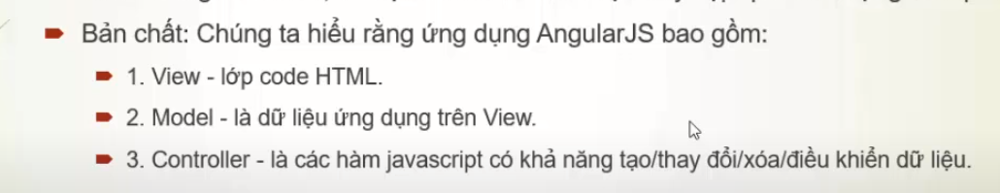 Bản chất: Chúng ta hiểu rằng ứng dụng AngularJS bao gồm:
1. View - lớp code HTML.
2. Model - là dữ liệu ứng dụng trên View.
3. Controller - là các hàm javascript có khả năng tạo/thay đổi/xóa/điều khiển dữ liệu.